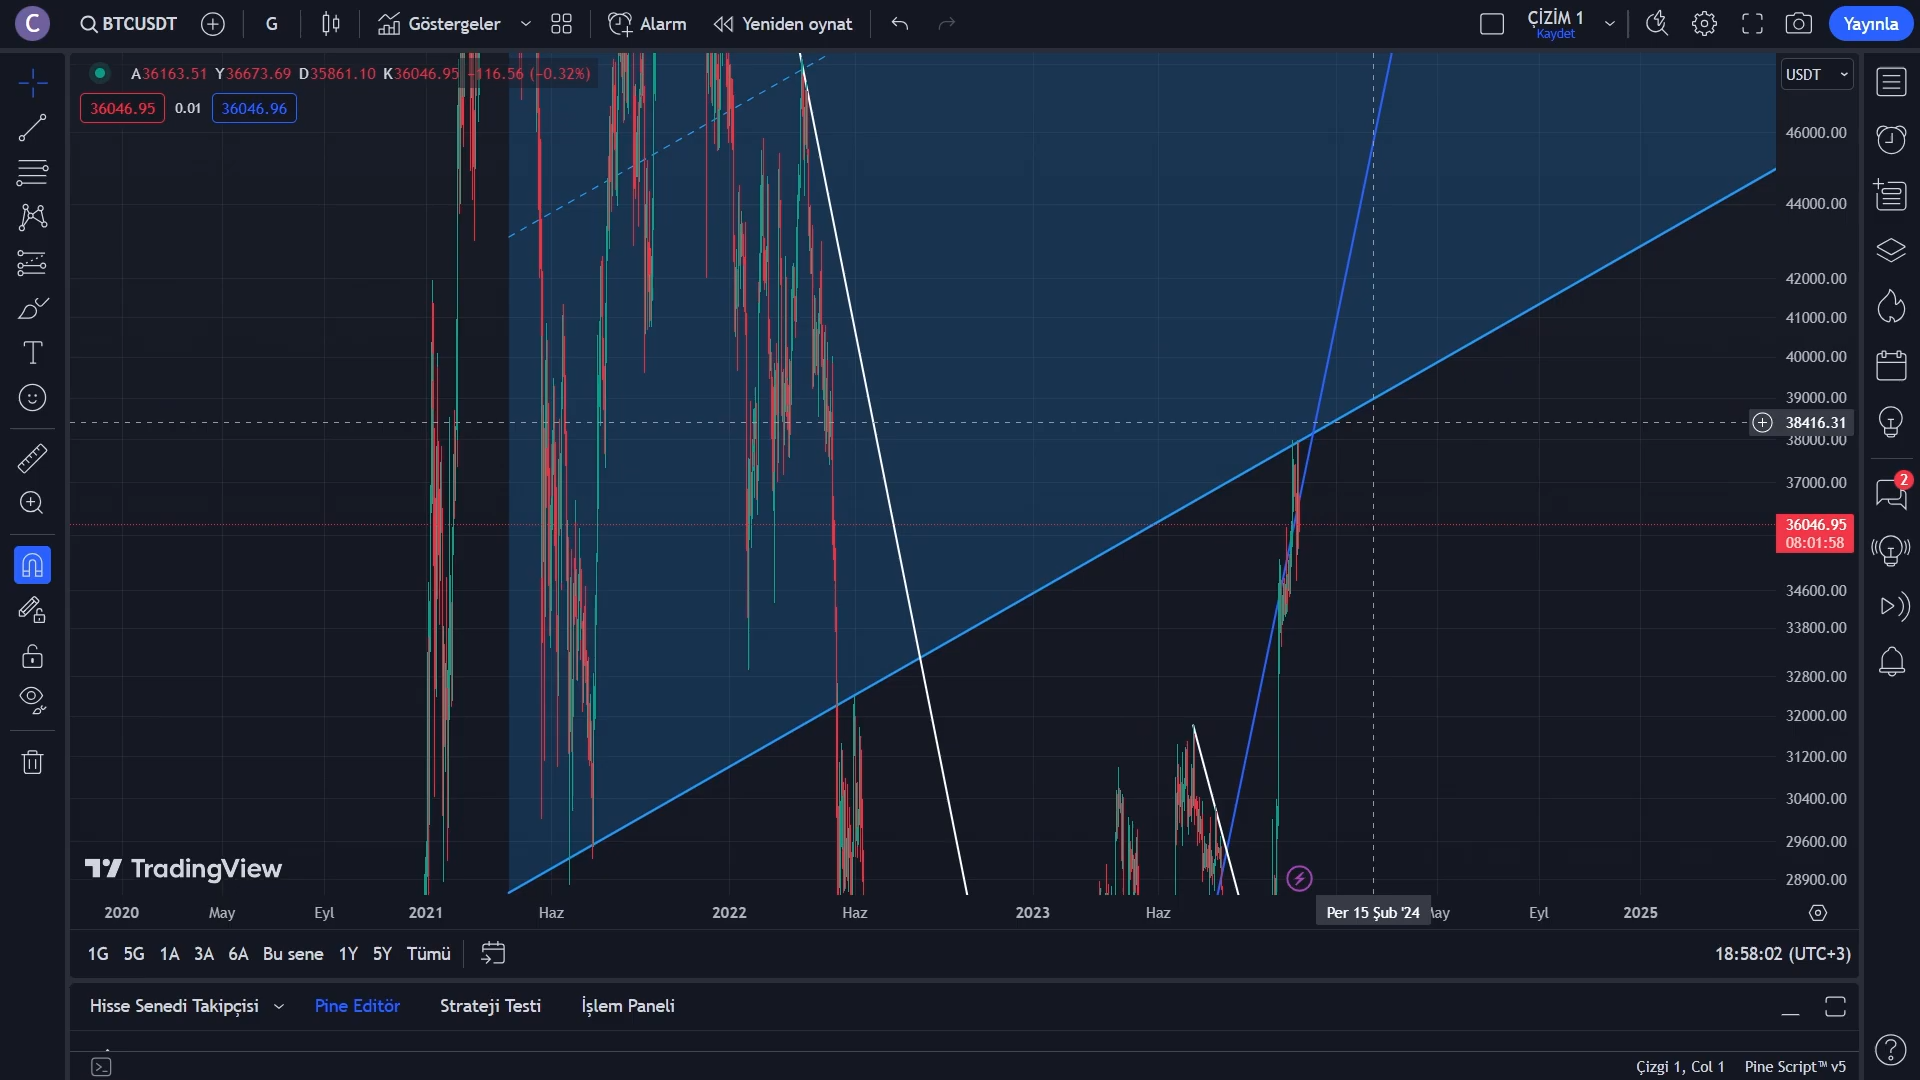 C
BTCUSDT
G
Göstergeler
Alarm
Yeniden oynat
ÇİZİM 1
Kaydet
Yayınla
A36163.51 Y36673.69 D35861.10 K36046.95 −116.56 (−0.32%)
36046.95 0.01 36046.96
USDT
46000.00
44000.00
42000.00
41000.00
40000.00
39000.00
38416.31
38000.00
37000.00
36046.95
08:01:58
34600.00
33800.00
32800.00
32000.00
31200.00
30400.00
29600.00
28900.00
2
TradingView
2020 May Eyl 2021 Haz 2022 Haz 2023 Haz Per 15 Şub '24 Eyl 2025
1G 5G 1A 3A 6A Bu sene 1Y 5Y Tümü
18:58:02 (UTC+3)
Hisse Senedi Takipçisi Pine Editör Strateji Testi İşlem Paneli
Çizgi 1, Col 1 Pine Script™ v5